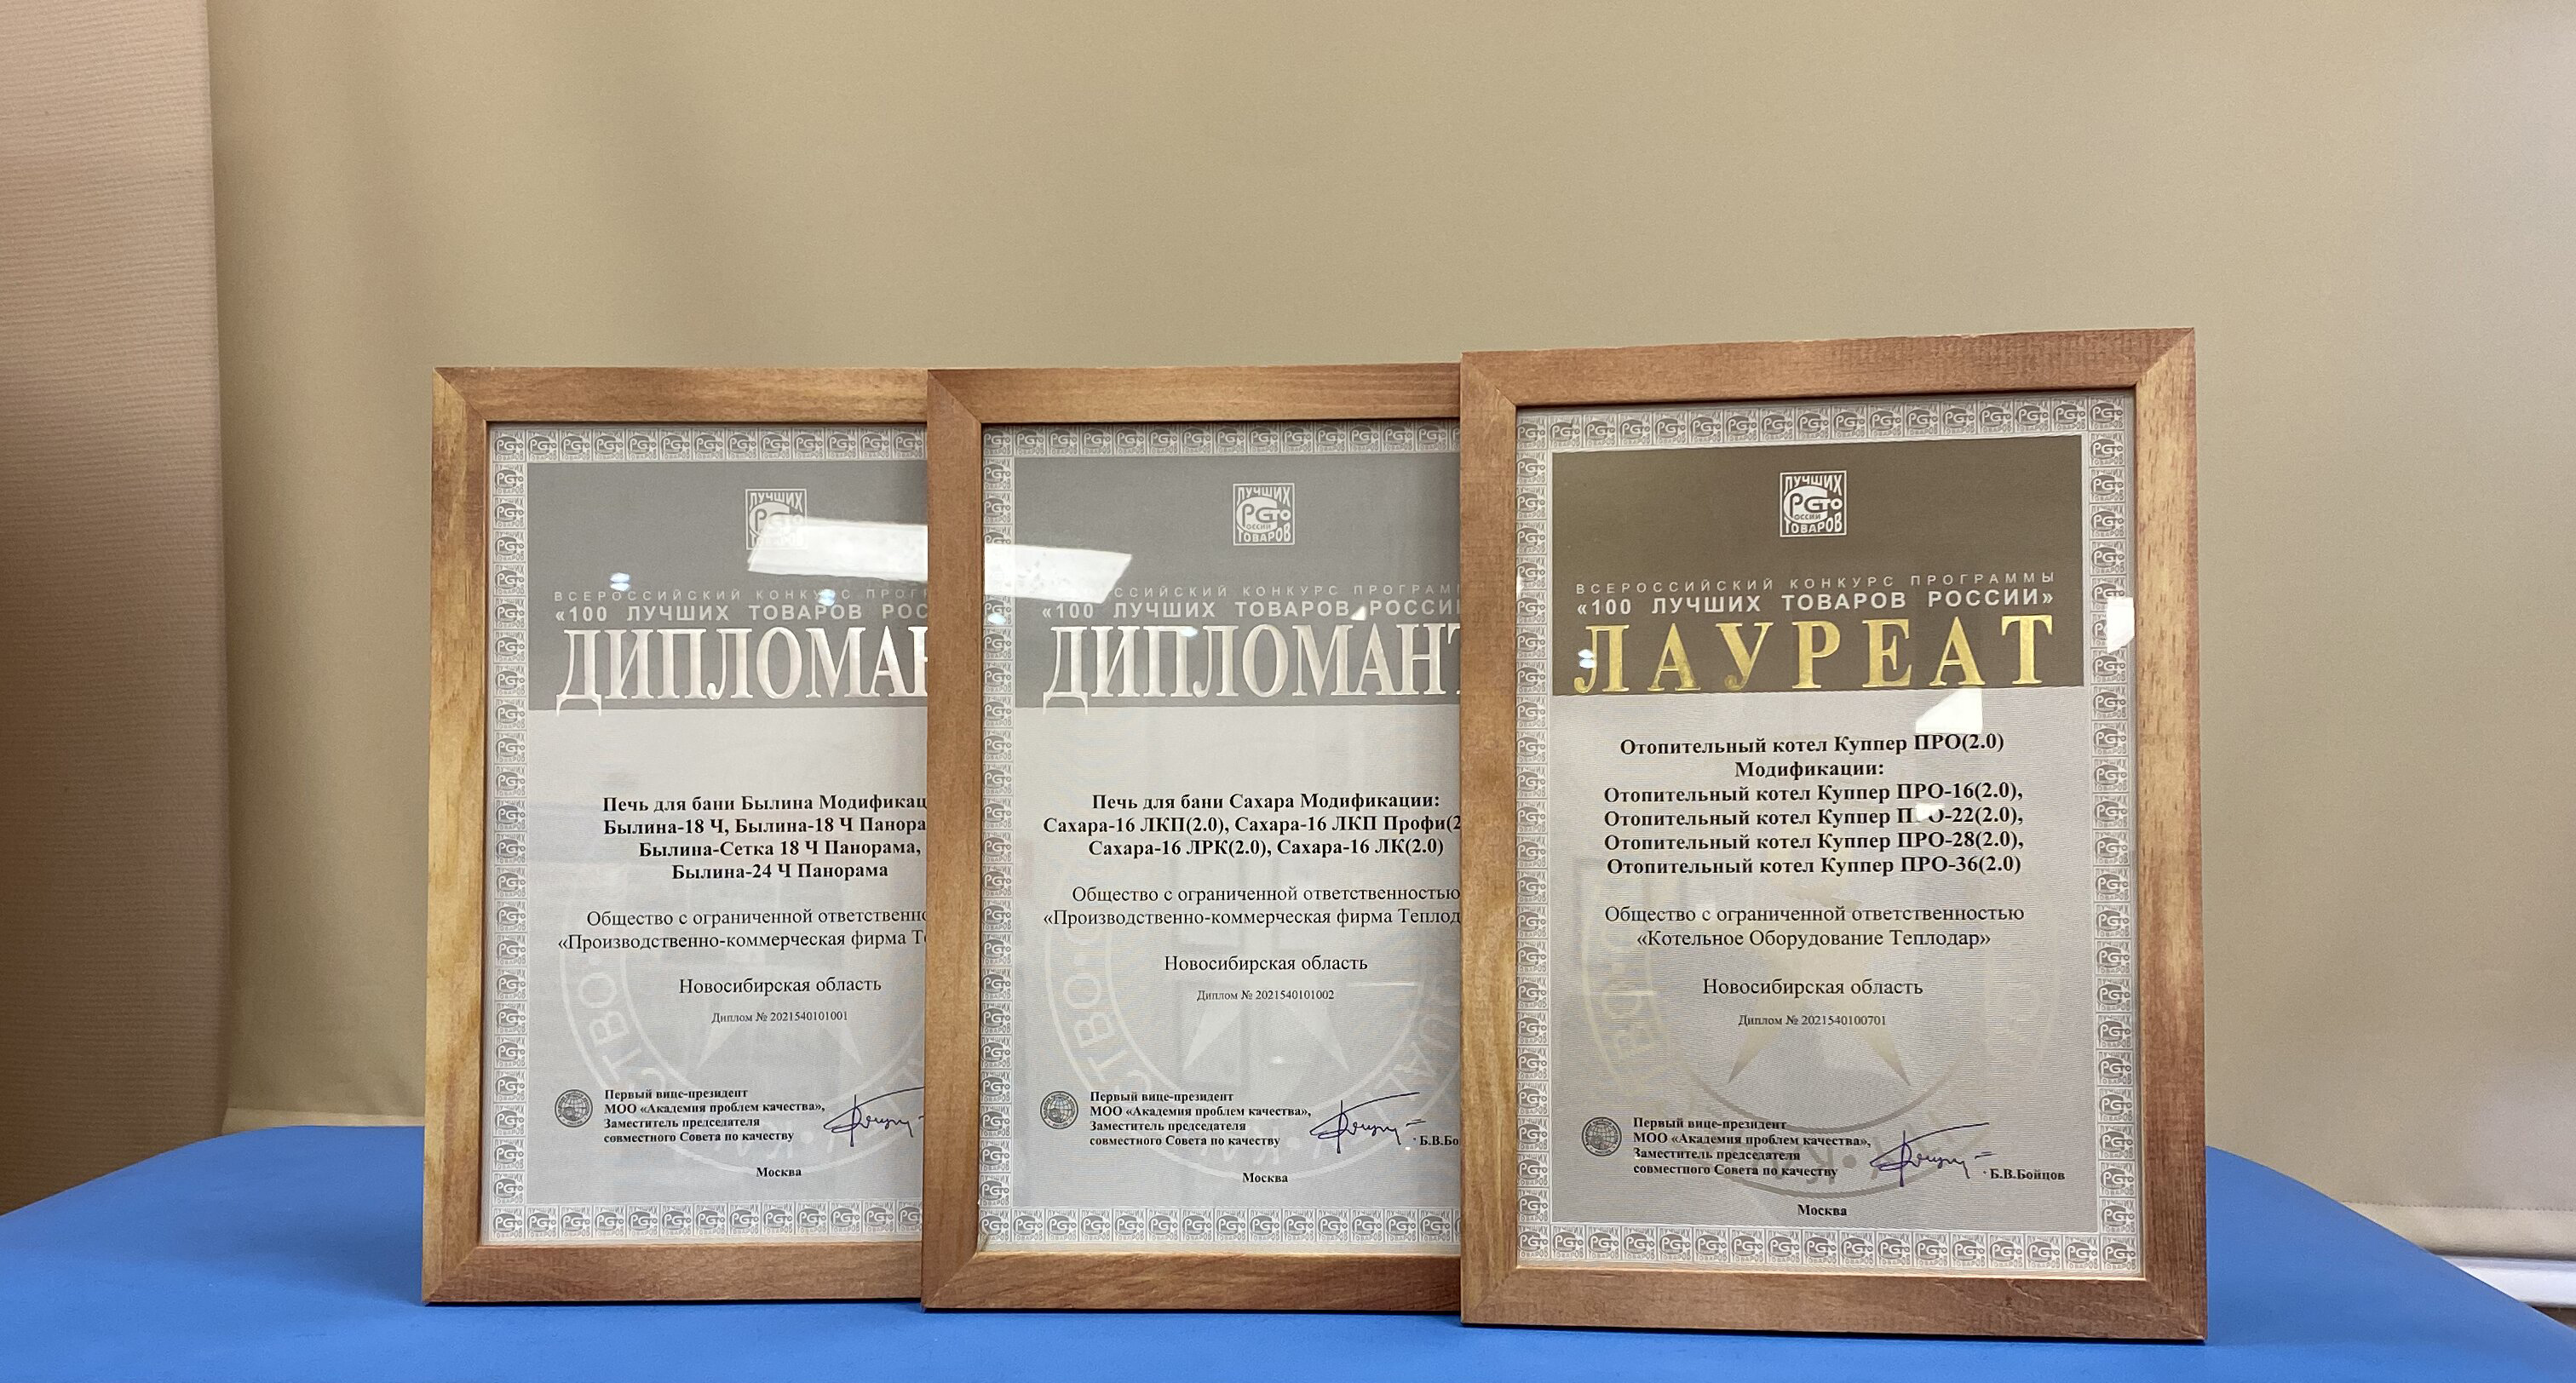 ЛУЧШИХ
ТОВАРОВ
ВСЕРОССИЙСКИЙ КОНКУРС
«100 ЛУЧШИХ ТОВАРОВ РОС
ДИПЛОМАН
Печь для бани Былина Модификац
Былина-18 Ч, Былина-18 Ч Панора
Былина-Сетка 18 Ч Панорама,
Былина-24 Ч Панорама
Общество с ограниченной ответственно
«Производственно-коммерческая фирма Те
Новосибирская область
Диплом № 2021540101001
Первый вице-президент
МОО «Академия проблем качества»,
Заместитель председателя
совместного Совета по качеству
Москва
ЛУЧШИХ
РОССИИ
ТОВАРОВ
ССИЙСКИЙ КОНКУРС ПРОГРАМ
«100 ЛУЧШИХ ТОВАРОВ РОССИИ
ДИПЛОМАНТ
Печь для бани Сахара Модификации:
Сахара-16 ЛКП(2.0), Сахара-16 ЛКП Профи(2
Сахара-16 ЛРК(2.0), Сахара-16 ЛК(2.0)
Общество с ограниченной ответственностью
«Производственно-коммерческая фирма Теплод
Новосибирская область
Диплом № 2021540101002
Первый вице-президент
МОО «Академия проблем качества»,
Заместитель председателя
совместного Совета по качеству
Б.В.Бо
Москва
ЛУЧШИХ
РОССИИ
ТОВАРОВ
ВСЕРОССИЙСКИЙ КОНКУРС ПРОГРАММЫ
«100 ЛУЧШИХ ТОВАРОВ РОССИИ»
ЛАУРЕАТ
Отопительный котел Куппер ПРО(2.0)
Модификации:
Отопительный котел Куппер ПРО-16(2.0),
Отопительный котел Куппер ПРО-22(2.0),
Отопительный котел Куппер ПРО-28(2.0),
Отопительный котел Куппер ПРО-36(2.0)
Общество с ограниченной ответственностью
«Котельное Оборудование Теплодар»
Новосибирская область
Диплом № 2021540100701
Первый вице-президент
МОО «Академия проблем качества»,
Заместитель председателя
совместного Совета по качеству
Б.В.Бойцов
Москва